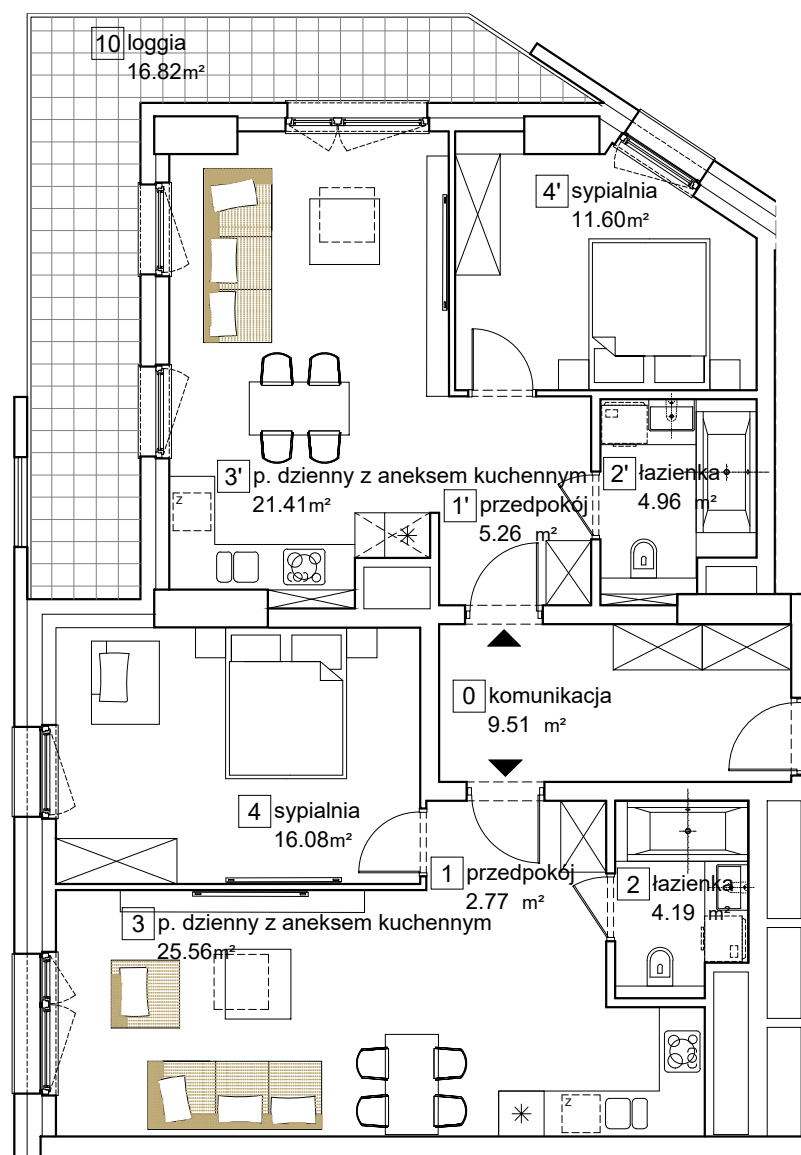 10 loggia
16.82m²
4' sypialnia
11.60m²
3' p. dzienny z aneksem kuchennym
21.41m²
2' łazienka
4.96 m²
1' przedpokój
5.26 m²
z
0 komunikacja
9.51 m²
4 sypialnia
16.08m²
1 przedpokój
2.77 m²
2 łazienka
4.19 m²
3 p. dzienny z aneksem kuchennym
25.56m²
z